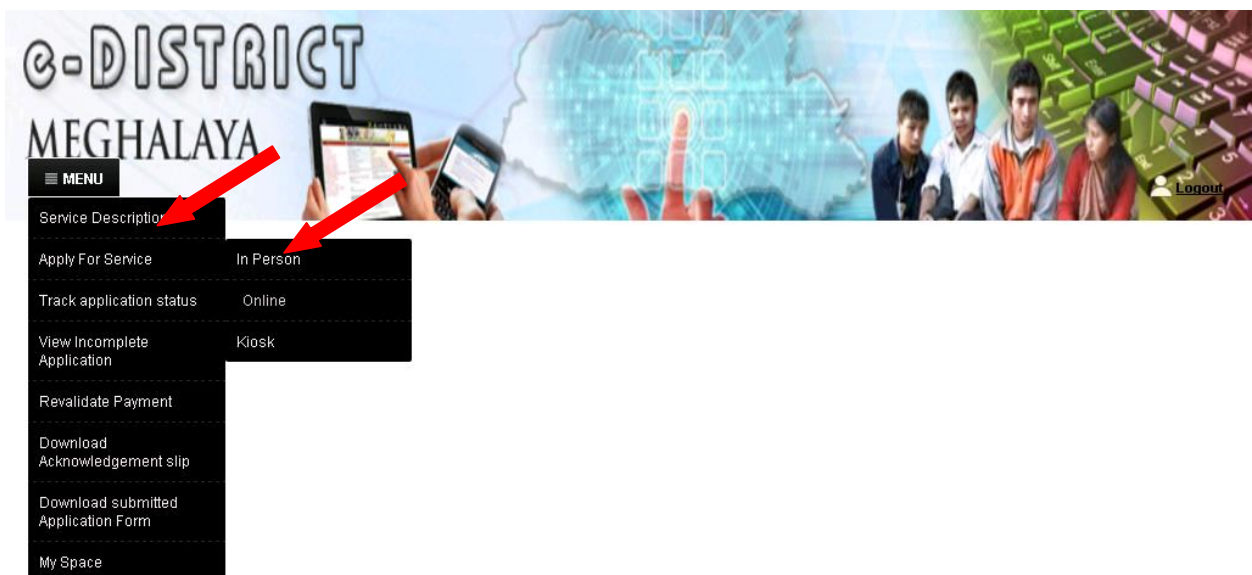 e-DISTRICT
MEGHALAYA
MENU
Logout
Service Description
Apply For Service
In Person
Track application status
Online
View Incomplete
Application
Kiosk
Revalidate Payment
Download
Acknowledgement slip
Download submitted
Application Form
My Space